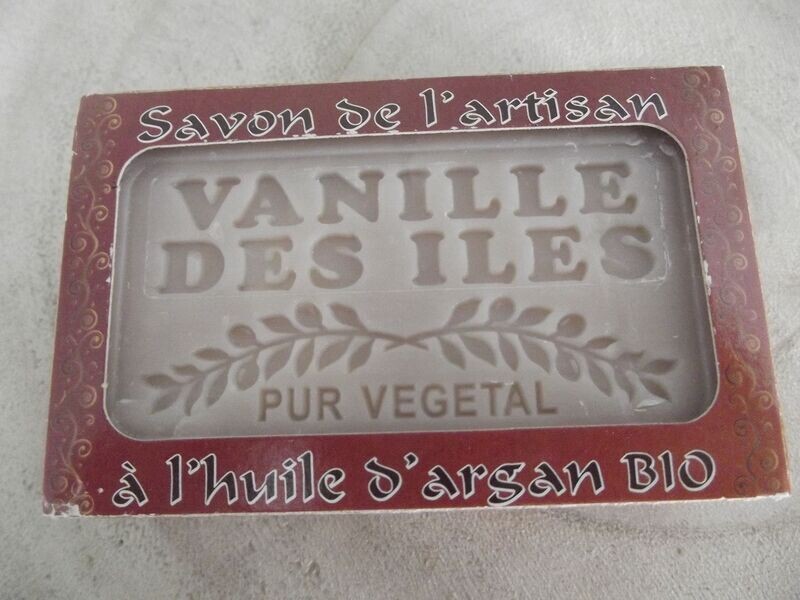 Savon de l'artisan
VANILLE
DES ILES
PUR VEGETAL
à l'huile d'argan BIO